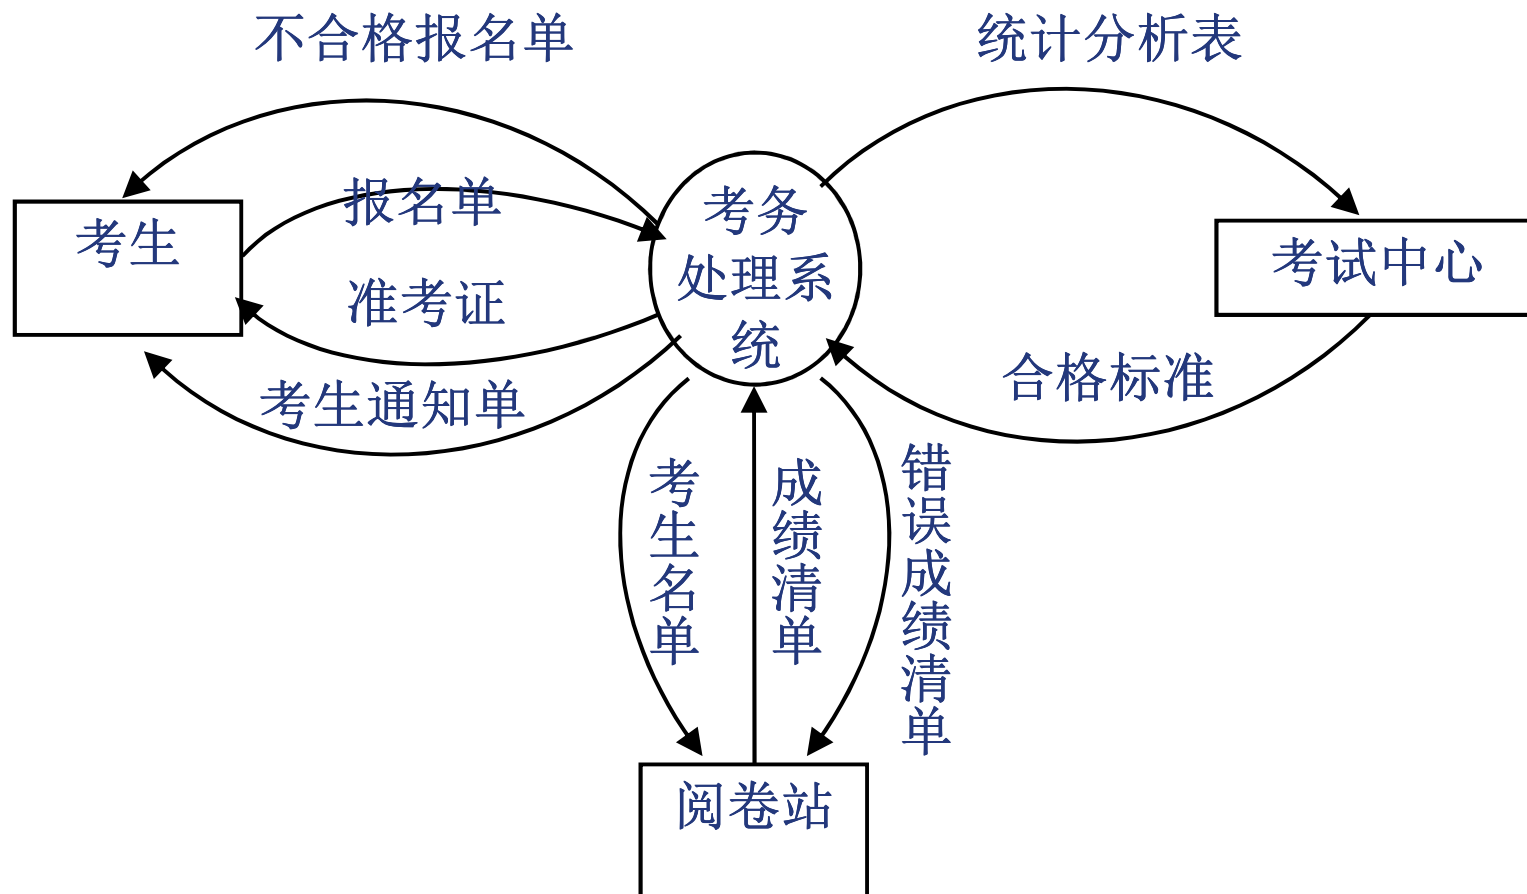 不合格报名单
统计分析表
报名单
考生
准考证
考生通知单
考务
处理系
统
考试中心
合格标准
考生名单
成绩清单
错误成绩清单
阅卷站